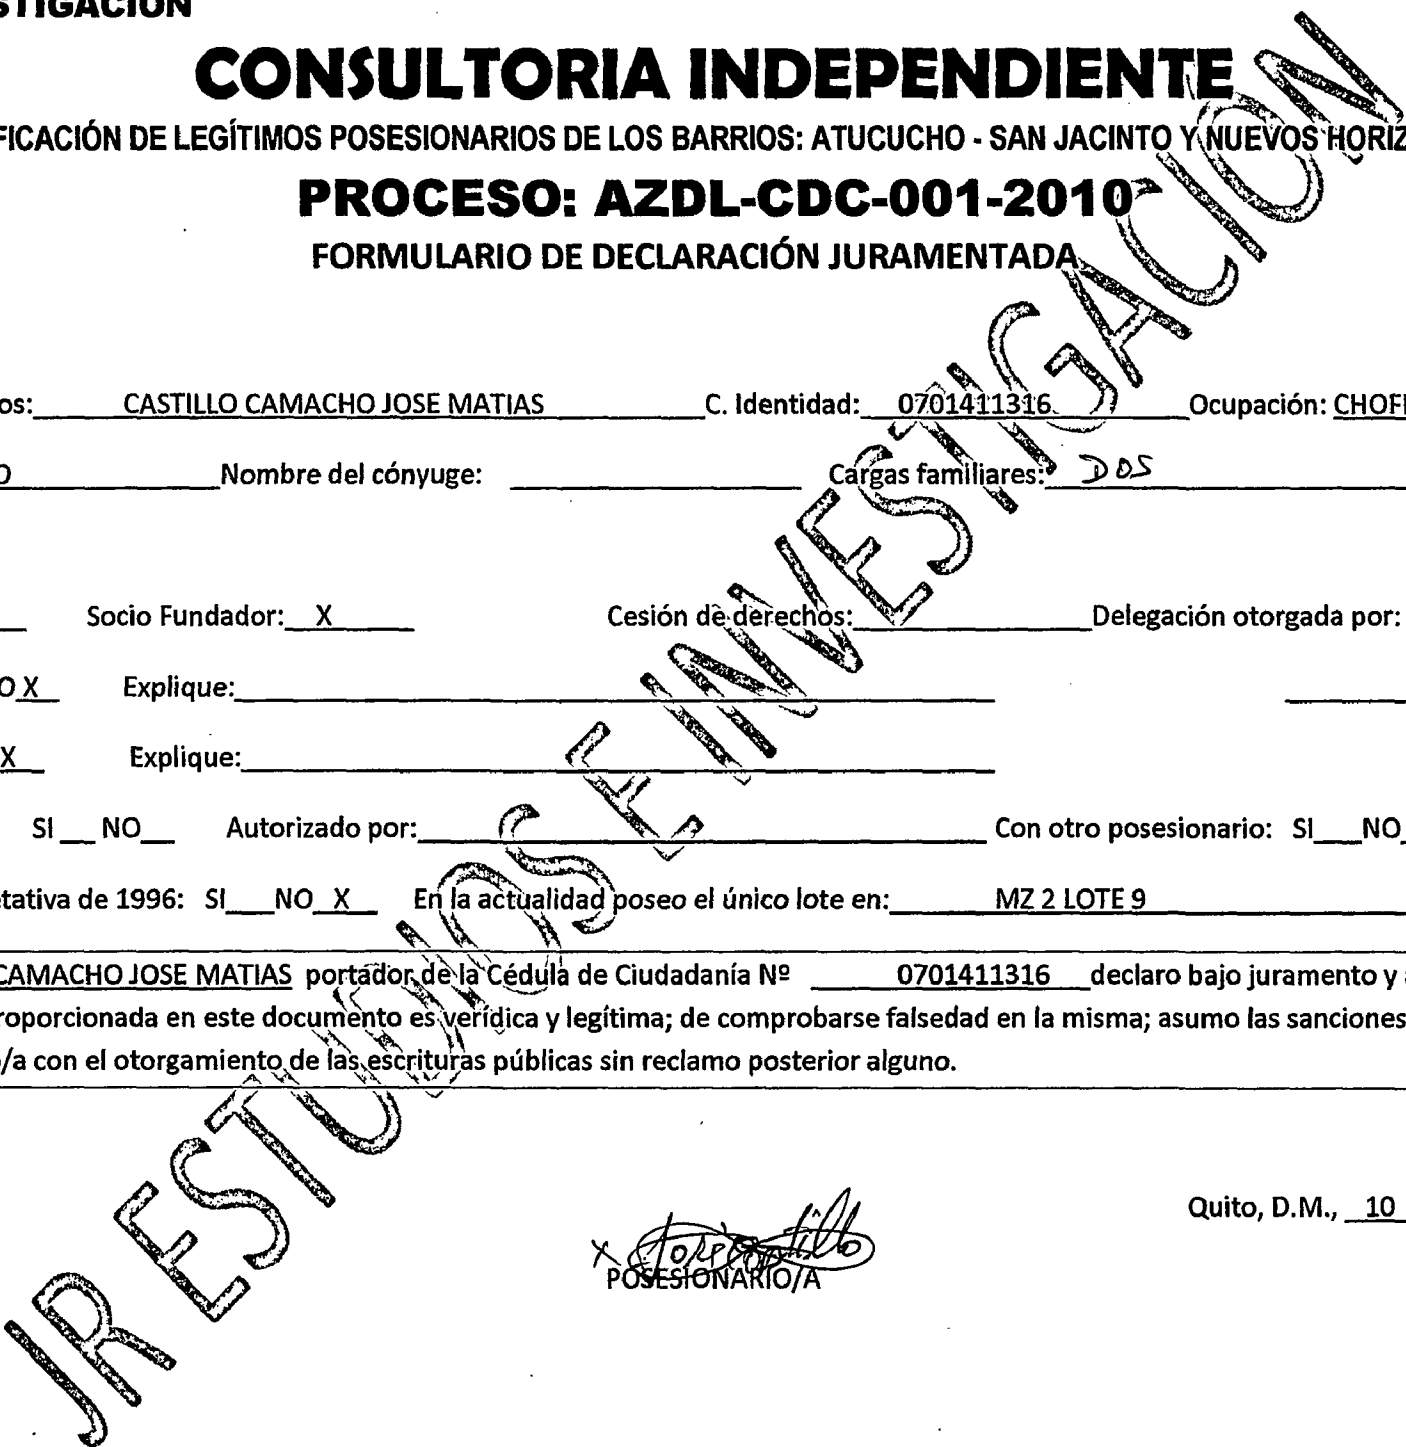 STIGACIÓN
CONSULTORIA INDEPENDIENTE
FICACIÓN DE LEGÍTIMOS POSESIONARIOS DE LOS BARRIOS: ATUCUCHO - SAN JACINTO Y NUEVOS HORIZ
PROCESO: AZDL-CDC-001-2010
FORMULARIO DE DECLARACIÓN JURAMENTADA
os: CASTILLO CAMACHO JOSE MATIAS C. Identidad: 0701411316 Ocupación: CHOF
O Nombre del cónyuge: Cargas familiares: DOS
Socio Fundador: X Cesión de derechos: Delegación otorgada por:
O X Explique:
X Explique:
SI NO Autorizado por: Con otro posesionario: SI NO
tativa de 1996: SI NO X En la actualidad poseo el único lote en: MZ 2 LOTE 9
CAMACHO JOSE MATIAS portador de la Cédula de Ciudadanía Nº 0701411316 declaro bajo juramento y
roporcionada en este documento es verídica y legítima; de comprobarse falsedad en la misma; asumo las sanciones
o/a con el otorgamiento de las escrituras públicas sin reclamo posterior alguno.
Quito, D.M., 10
X José Castillo
POSESIONARIO/A
JR ESTUDIOS E INVESTIGACION